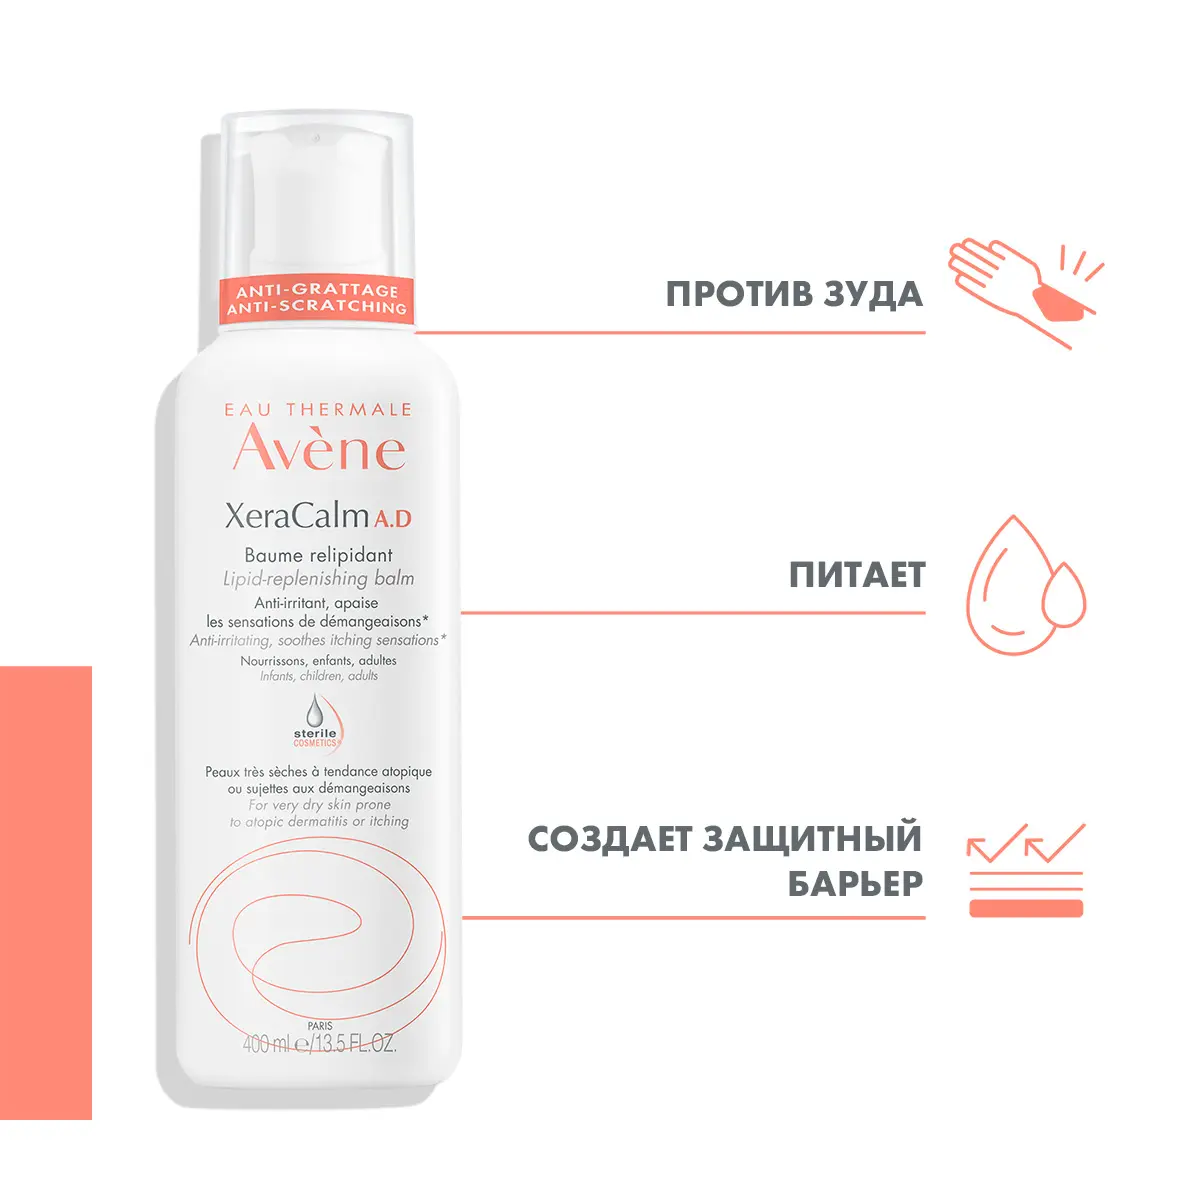 ANTI-GRATTAGE
ANTI-SCRATCHING
EAU THERMALE
Avène
XeraCalm A.D
Baume relipidant
Lipid-replenishing balm
Anti-irritant, apaise
les sensations de démangeaisons*
Anti-irritating, soothes itching sensations*
Nourrissons, enfants, adultes
Infants, children, adults
sterile
COSMETICS®
Peaux très sèches à tendance atopique
ou sujettes aux démangeaisons
For very dry skin prone
to atopic dermatitis or itching
PARIS
400 ml ℮/13.5 FL.OZ.
ПРОТИВ ЗУДА
ПИТАЕТ
СОЗДАЕТ ЗАЩИТНЫЙ
БАРЬЕР